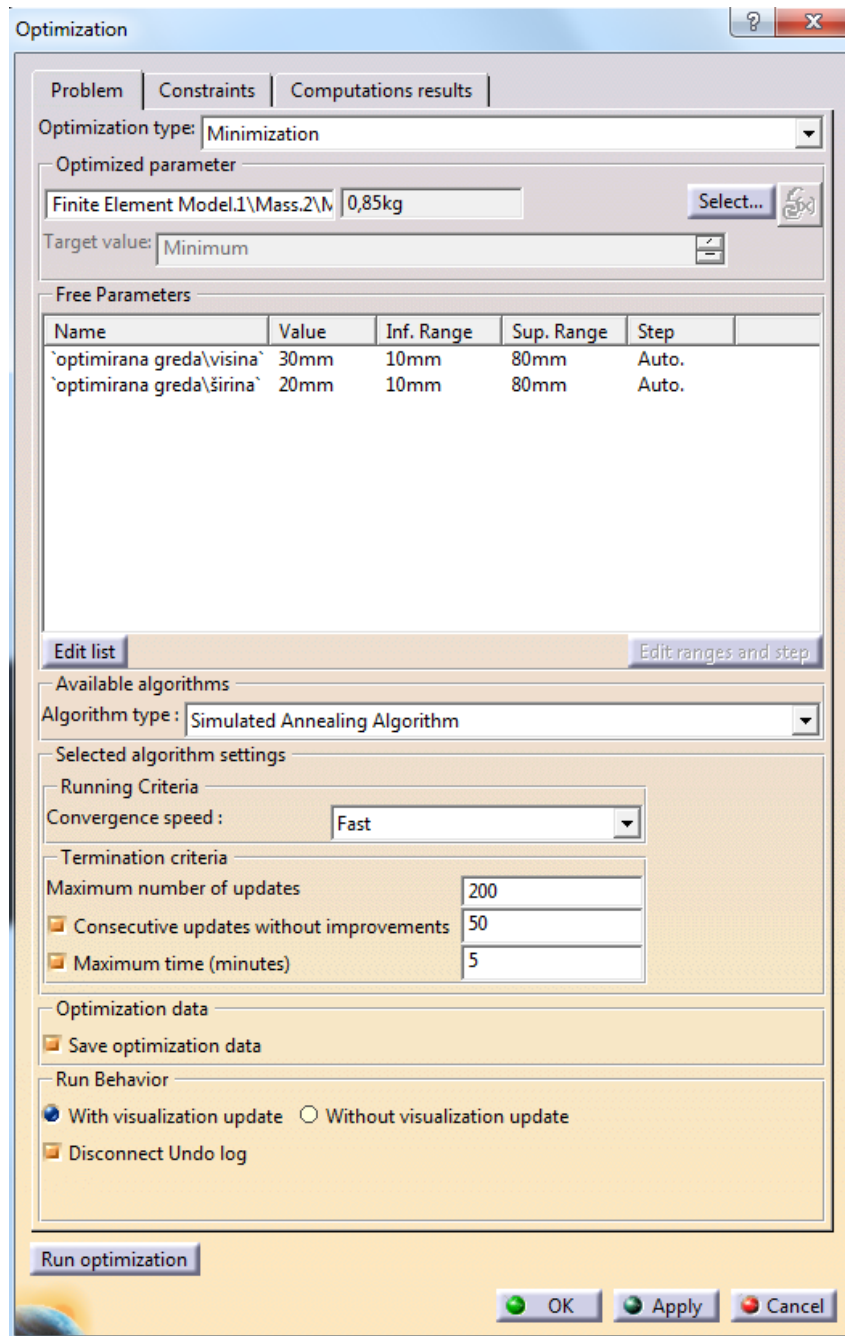 Optimization
Problem Constraints Computations results
Optimization type: Minimization
Optimized parameter
Finite Element Model.1\Mass.2\M 0,85kg Select...
Target value: Minimum
Free Parameters
Name Value Inf. Range Sup. Range Step
`optimirana greda\visina` 30mm 10mm 80mm Auto.
`optimirana greda\širina` 20mm 10mm 80mm Auto.
Edit list Edit ranges and step
Available algorithms
Algorithm type : Simulated Annealing Algorithm
Selected algorithm settings
Running Criteria
Convergence speed : Fast
Termination criteria
Maximum number of updates 200
Consecutive updates without improvements 50
Maximum time (minutes) 5
Optimization data
Save optimization data
Run Behavior
With visualization update Without visualization update
Disconnect Undo log
Run optimization
OK Apply Cancel